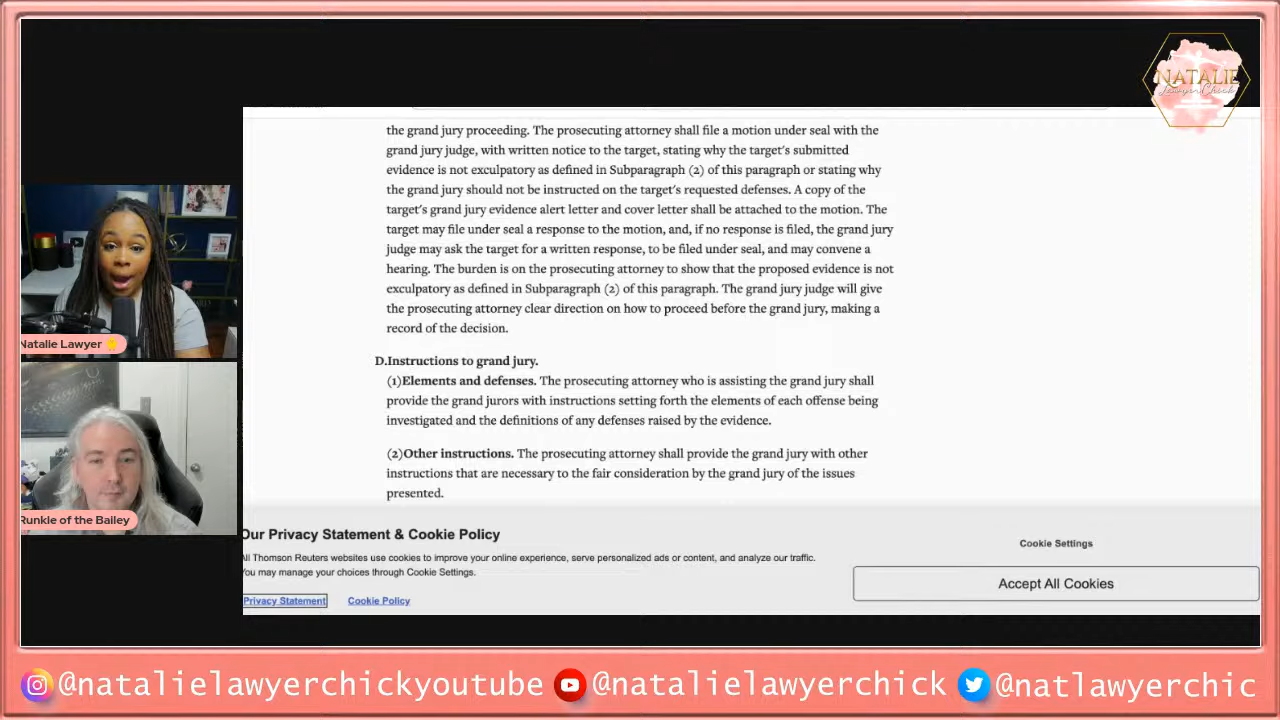 NATALIE
LawyerChick
the grand jury proceeding. The prosecuting attorney shall file a motion under seal with the
grand jury judge, with written notice to the target, stating why the target's submitted
evidence is not exculpatory as defined in Subparagraph (2) of this paragraph or stating why
the grand jury should not be instructed on the target's requested defenses. A copy of the
target's grand jury evidence alert letter and cover letter shall be attached to the motion. The
target may file under seal a response to the motion, and, if no response is filed, the grand jury
judge may ask the target for a written response, to be filed under seal, and may convene a
hearing. The burden is on the prosecuting attorney to show that the proposed evidence is not
exculpatory as defined in Subparagraph (2) of this paragraph. The grand jury judge will give
the prosecuting attorney clear direction on how to proceed before the grand jury, making a
record of the decision.
D.Instructions to grand jury.
(1)Elements and defenses. The prosecuting attorney who is assisting the grand jury shall
provide the grand jurors with instructions setting forth the elements of each offense being
investigated and the definitions of any defenses raised by the evidence.
(2)Other instructions. The prosecuting attorney shall provide the grand jury with other
instructions that are necessary to the fair consideration by the grand jury of the issues
presented.
Natalie Lawyer
Runkle of the Bailey
Our Privacy Statement & Cookie Policy
All Thomson Reuters websites use cookies to improve your online experience, serve personalized ads or content, and analyze our traffic.
You may manage your choices through Cookie Settings.
Privacy Statement Cookie Policy
Cookie Settings
Accept All Cookies
@natalielawyerchickyoutube @natalielawyerchick @natlawyerchic